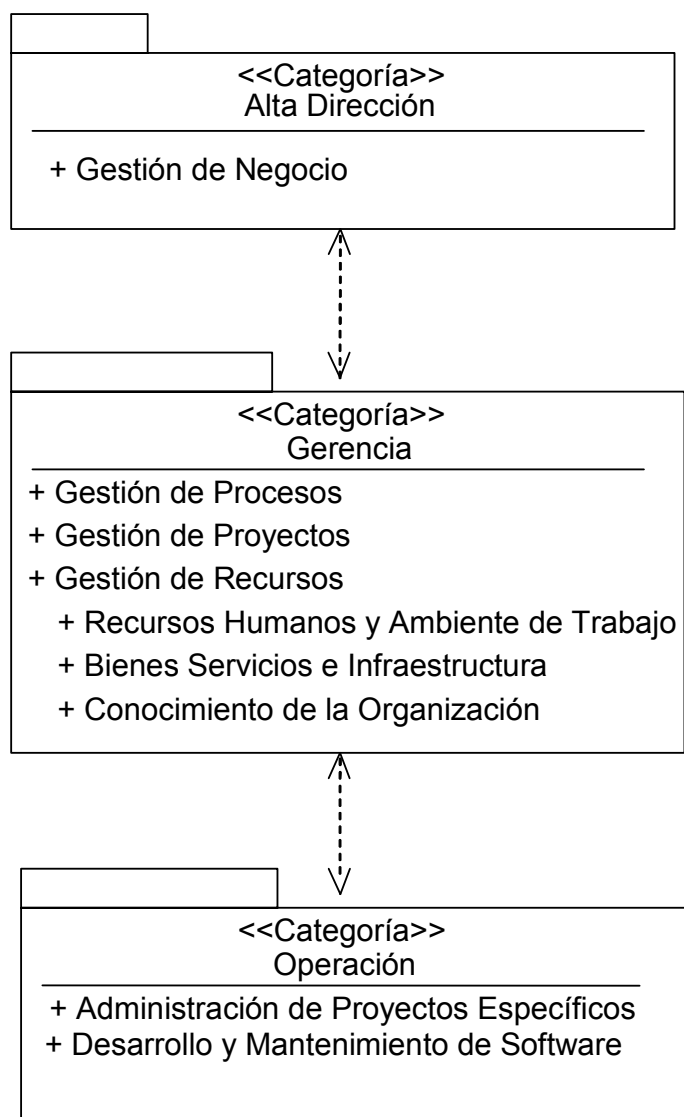 <<Categoría>>
Alta Dirección
+ Gestión de Negocio
<<Categoría>>
Gerencia
+ Gestión de Procesos
+ Gestión de Proyectos
+ Gestión de Recursos
+ Recursos Humanos y Ambiente de Trabajo
+ Bienes Servicios e Infraestructura
+ Conocimiento de la Organización
<<Categoría>>
Operación
+ Administración de Proyectos Específicos
+ Desarrollo y Mantenimiento de Software